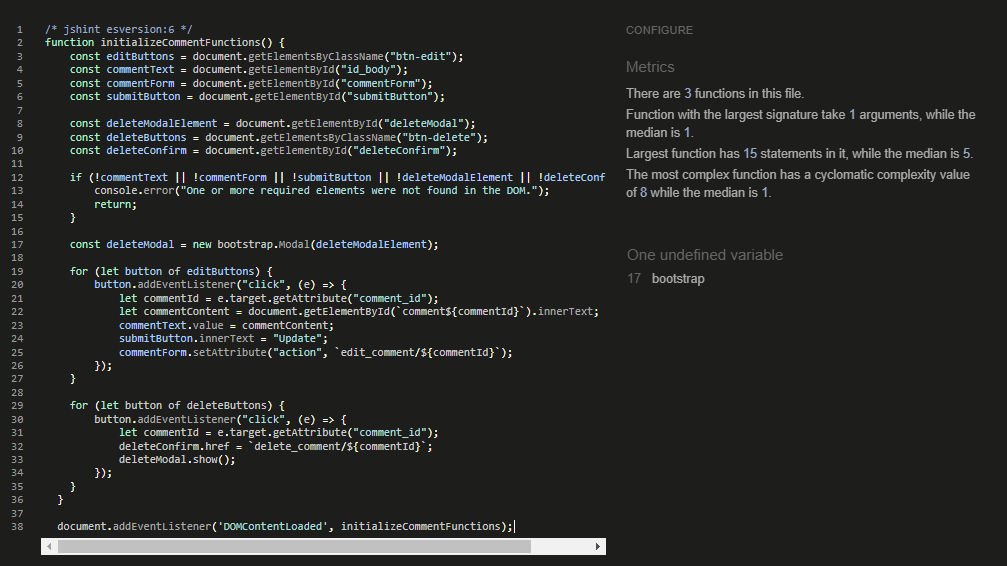 1 /* jshint esversion:6 */
2 function initializeCommentFunctions() {
3 const editButtons = document.getElementsByClassName("btn-edit");
4 const commentText = document.getElementById("id_body");
5 const commentForm = document.getElementById("commentForm");
6 const submitButton = document.getElementById("submitButton");
7
8 const deleteModalElement = document.getElementById("deleteModal");
9 const deleteButtons = document.getElementsByClassName("btn-delete");
10 const deleteConfirm = document.getElementById("deleteConfirm");
11
12 if (!commentText || !commentForm || !submitButton || !deleteModalElement || !deleteConf
13 console.error("One or more required elements were not found in the DOM.");
14 return;
15 }
16
17 const deleteModal = new bootstrap.Modal(deleteModalElement);
18
19 for (let button of editButtons) {
20 button.addEventListener("click", (e) => {
21 let commentId = e.target.getAttribute("comment_id");
22 let commentContent = document.getElementById(`comment${commentId}`).innerText;
23 commentText.value = commentContent;
24 submitButton.innerText = "Update";
25 commentForm.setAttribute("action", `edit_comment/${commentId}`);
26 });
27 }
28
29 for (let button of deleteButtons) {
30 button.addEventListener("click", (e) => {
31 let commentId = e.target.getAttribute("comment_id");
32 deleteConfirm.href = `delete_comment/${commentId}`;
33 deleteModal.show();
34 });
35 }
36 }
37
38 document.addEventListener('DOMContentLoaded', initializeCommentFunctions);
CONFIGURE
Metrics
There are 3 functions in this file.
Function with the largest signature take 1 arguments, while the
median is 1.
Largest function has 15 statements in it, while the median is 5.
The most complex function has a cyclomatic complexity value
of 8 while the median is 1.
One undefined variable
17 bootstrap